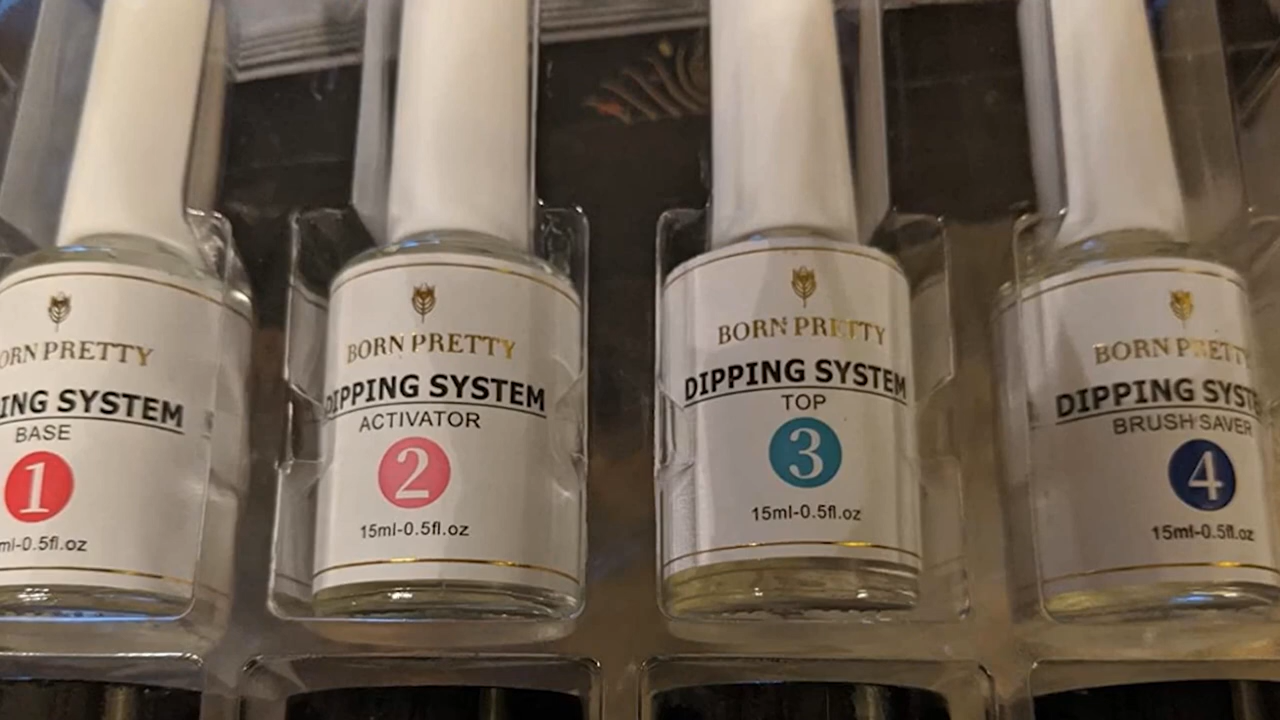 ORN PRETTY
ING SYSTEM
BASE
1
ml-0.5fl.oz
BORN PRETTY
DIPPING SYSTEM
ACTIVATOR
2
15ml-0.5fl.oz
BORN PRETTY
DIPPING SYSTEM
TOP
3
15ml-0.5fl.oz
BORN PRETTY
DIPPING SYSTE
BRUSH SAVER
4
15ml-0.5fl.oz